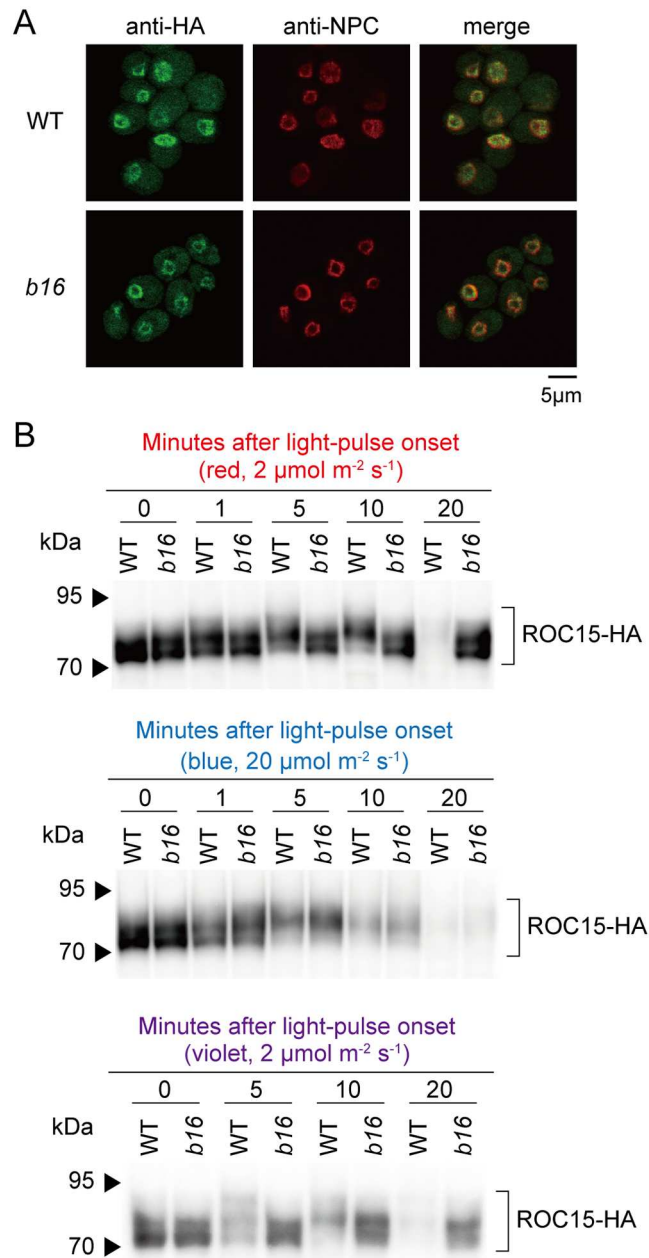 A
anti-HA anti-NPC merge
WT
b16
5μm
B
Minutes after light-pulse onset
(red, 2 μmol m⁻² s⁻¹)
0 1 5 10 20
kDa WT b16 WT b16 WT b16 WT b16 WT b16
95
ROC15-HA
70
Minutes after light-pulse onset
(blue, 20 μmol m⁻² s⁻¹)
0 1 5 10 20
kDa WT b16 WT b16 WT b16 WT b16 WT b16
95
ROC15-HA
70
Minutes after light-pulse onset
(violet, 2 μmol m⁻² s⁻¹)
0 5 10 20
kDa WT b16 WT b16 WT b16 WT b16
95
ROC15-HA
70